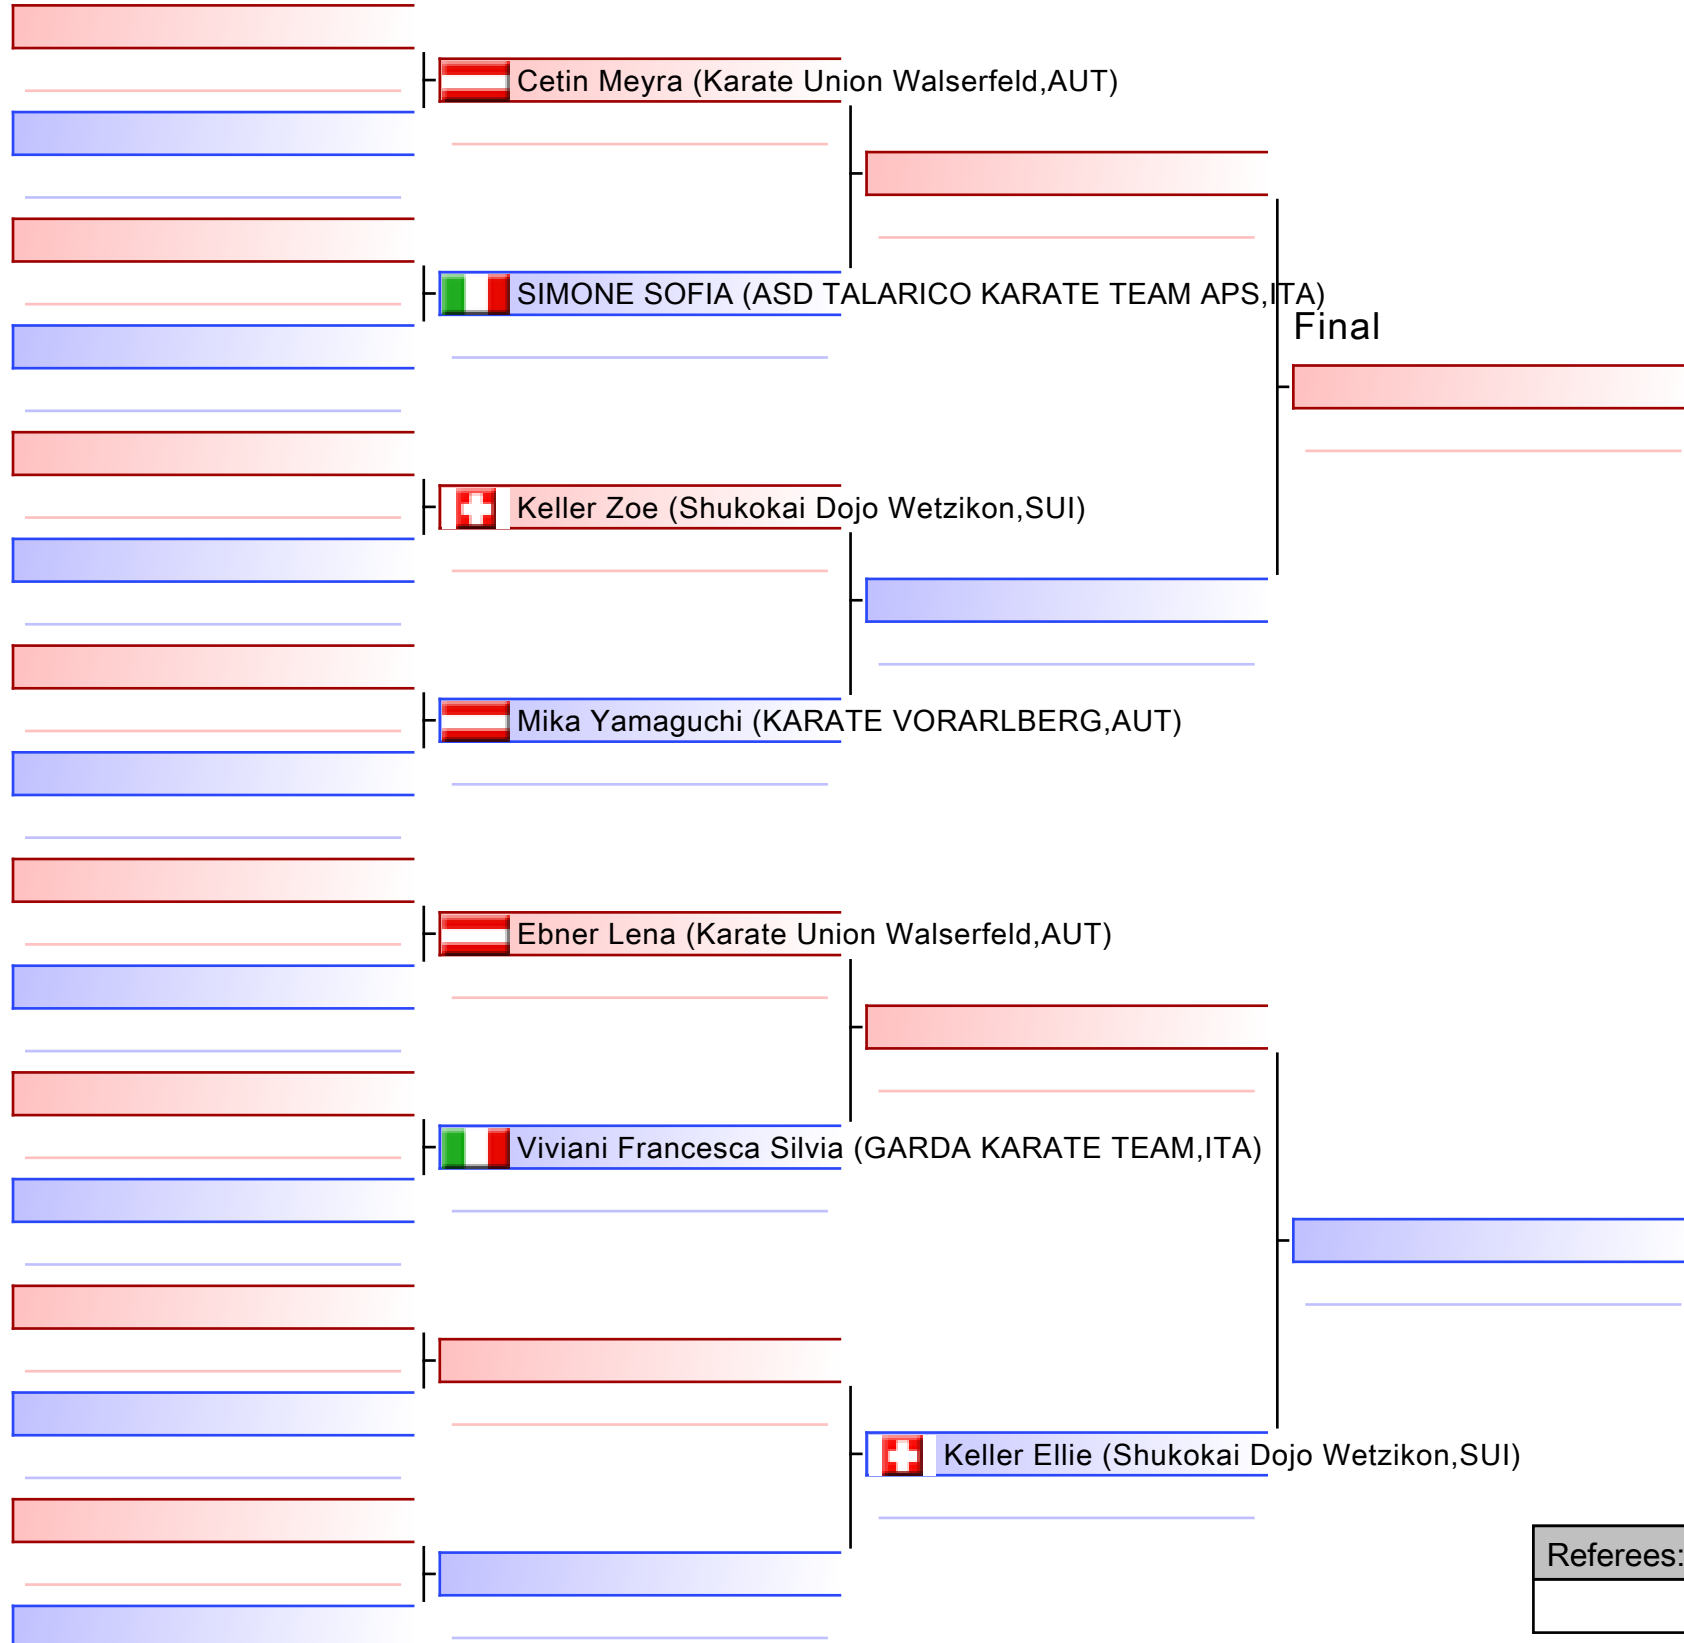 Cetin Meyra (Karate Union Walserfeld,AUT)
SIMONE SOFIA (ASD TALARICO KARATE TEAM APS,ITA)
Final
Keller Zoe (Shukokai Dojo Wetzikon,SUI)
Mika Yamaguchi (KARATE VORARLBERG,AUT)
Ebner Lena (Karate Union Walserfeld,AUT)
Viviani Francesca Silvia (GARDA KARATE TEAM,ITA)
Keller Ellie (Shukokai Dojo Wetzikon,SUI)
Referees: